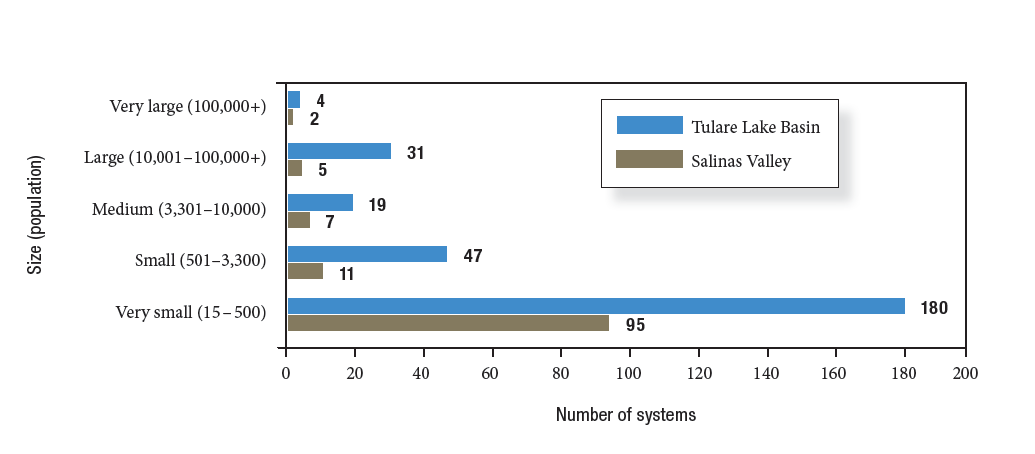 Very large (100,000+)
4
2
Tulare Lake Basin
Large (10,001–100,000+)
31
5
Salinas Valley
Medium (3,301–10,000)
19
7
Small (501–3,300)
47
11
Very small (15–500)
180
95
Size (population)
0 20 40 60 80 100 120 140 160 180 200
Number of systems